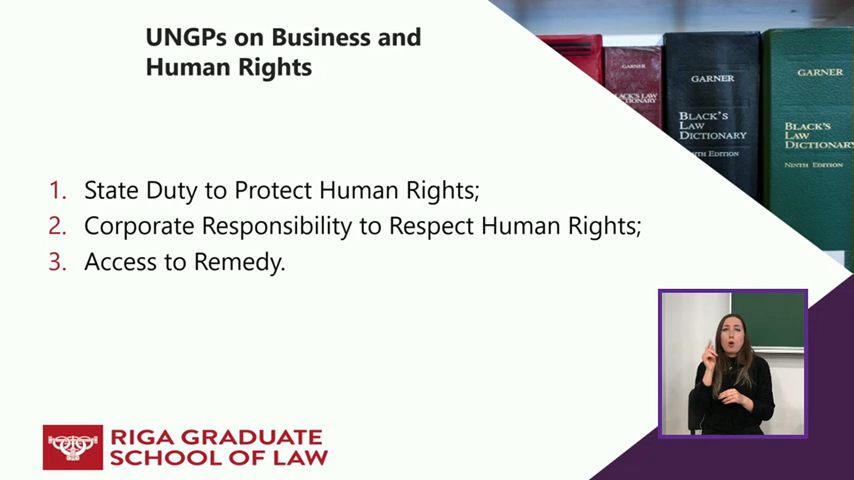 UNGPs on Business and
Human Rights
1. State Duty to Protect Human Rights;
2. Corporate Responsibility to Respect Human Rights;
3. Access to Remedy.
GARNER
GARNER
GARNER
BLACK'S
LAW
DICTIONARY
EDITION
BLACK'S
LAW
DICTIONARY
NINTH EDITION
RIGA GRADUATE
SCHOOL OF LAW